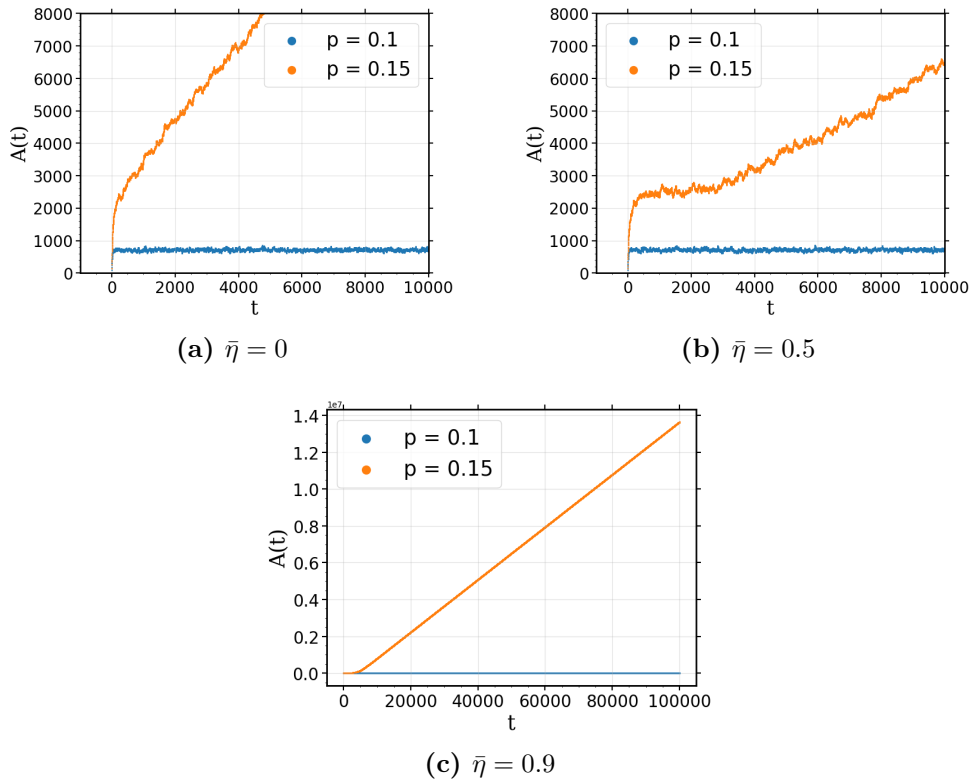 8000
7000
6000
5000
4000
3000
2000
1000
0
A(t)
p = 0.1
p = 0.15
0 2000 4000 6000 8000 10000
t
(a) η̄ = 0
8000
7000
6000
5000
4000
3000
2000
1000
0
A(t)
p = 0.1
p = 0.15
0 2000 4000 6000 8000 10000
t
(b) η̄ = 0.5
1e7
1.4
1.2
1.0
0.8
0.6
0.4
0.2
0.0
A(t)
p = 0.1
p = 0.15
0 20000 40000 60000 80000 100000
t
(c) η̄ = 0.9